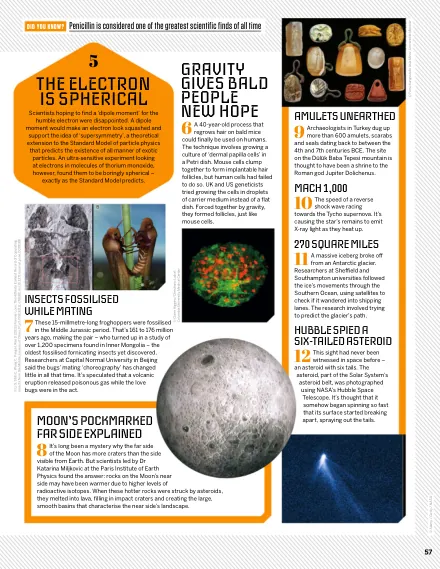 DID YOU KNOW? Penicillin is considered one of the greatest scientific finds of all time
5
THE ELECTRON
IS SPHERICAL
Scientists hoping to find a 'dipole moment' for the
humble electron were disappointed. A dipole
moment would make an electron look squashed and
support the idea of 'supersymmetry', a theoretical
extension to the Standard Model of particle physics
that predicts the existence of all manner of exotic
particles. An ultra-sensitive experiment looking
at electrons in molecules of thorium monoxide,
however, found them to be boringly spherical –
exactly as the Standard Model predicts.
GRAVITY
GIVES BALD
PEOPLE
NEW HOPE
6 A 40-year-old process that
regrows hair on bald mice
could finally be used on humans.
The technique involves growing
a culture of 'dermal papilla cells' in
a Petri dish. Mouse cells clump
together to form implantable hair
follicles, but human cells had failed
to do so. UK and US geneticists
tried growing the cells in droplets
of carrier medium instead of a flat
dish. Forced together by gravity,
they formed follicles, just like
mouse cells.
INSECTS FOSSILISED
WHILE MATING
7 These 15-millimetre-long froghoppers were fossilised
in the Middle Jurassic period. That's 161 to 176 million
years ago, making the pair – who turned up in a study of
over 1,200 specimens found in Inner Mongolia – the
oldest fossilised fornicating insects yet discovered.
Researchers at Capital Normal University in Beijing
said the bugs' mating 'choreography' has changed
little in all that time. It's speculated that a volcanic
eruption released poisonous gas while the love
bugs were in the act.
MOON'S POCKMARKED
FAR SIDE EXPLAINED
8 It's long been a mystery why the far side
of the Moon has more craters than the side
visible from Earth. But scientists led by Dr
Katarina Miljkovic at the Paris Institute of Earth
Physics found the answer: rocks on the Moon's near
side may have been warmer due to higher levels of
radioactive isotopes. When these hotter rocks were struck by asteroids,
they melted into lava, filling in impact craters and creating the large,
smooth basins that characterise the near side's landscape.
AMULETS UNEARTHED
9 Archaeologists in Turkey dug up
more than 600 amulets, scarabs
and seals dating back to between the
4th and 7th centuries BCE. The site
on the Dülük Baba Tepesi mountain is
thought to have been a shrine to the
Roman god Jupiter Dolichenus.
MACH 1,000
10 The speed of a reverse
shock wave racing
towards the Tycho supernova. It's
causing the star's remains to emit
X-ray light as they heat up.
270 SQUARE MILES
11 A massive iceberg broke off
from an Antarctic glacier.
Researchers at Sheffield and
Southampton universities followed
the ice's movements through the
Southern Ocean, using satellites to
check if it wandered into shipping
lanes. The research involved trying
to predict the glacier's path.
HUBBLE SPIED A
SIX-TAILED ASTEROID
12 This sight had never been
witnessed in space before –
an asteroid with six tails. The
asteroid, part of the Solar System's
asteroid belt, was photographed
using NASA's Hubble Space
Telescope. It's thought that it
somehow began spinning so fast
that its surface started breaking
apart, spraying out the tails.
57